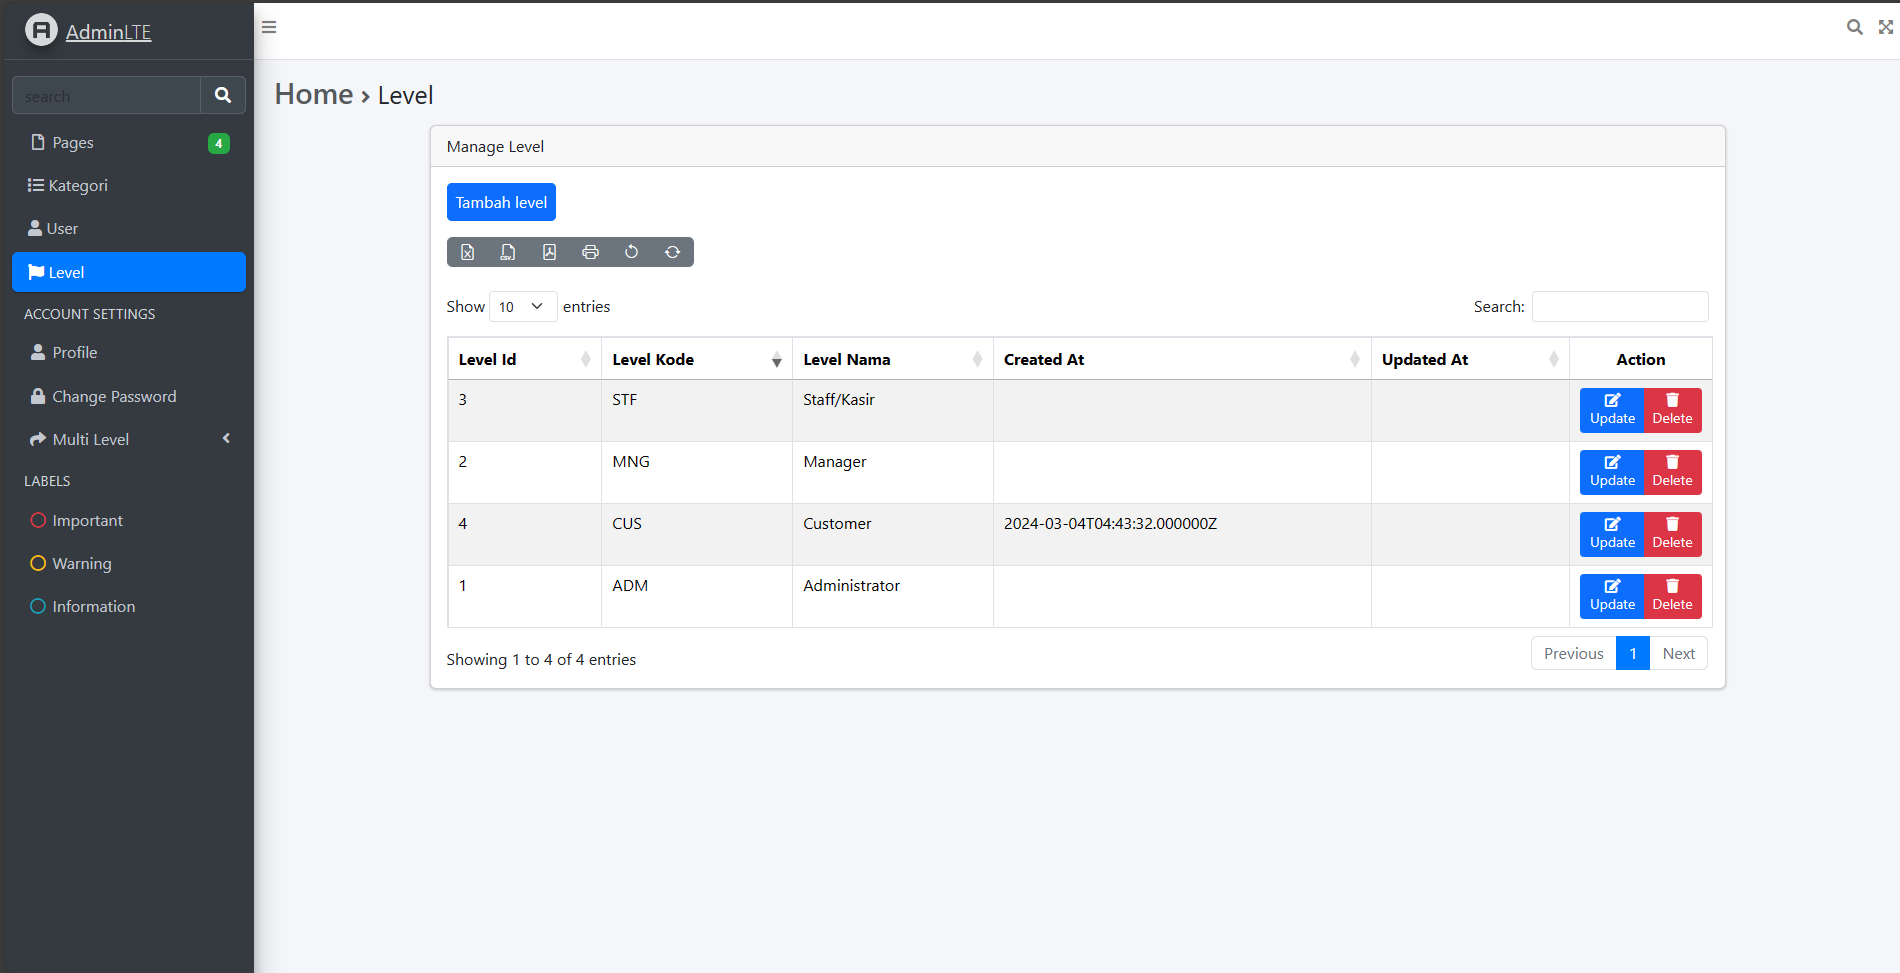 AdminLTE
search
Pages 4
Kategori
User
Level
ACCOUNT SETTINGS
Profile
Change Password
Multi Level
LABELS
Important
Warning
Information
Home › Level
Manage Level
Tambah level
Show 10 entries
Search:
Level Id Level Kode Level Nama Created At Updated At Action
3 STF Staff/Kasir Update Delete
2 MNG Manager Update Delete
4 CUS Customer 2024-03-04T04:43:32.000000Z Update Delete
1 ADM Administrator Update Delete
Showing 1 to 4 of 4 entries
Previous 1 Next